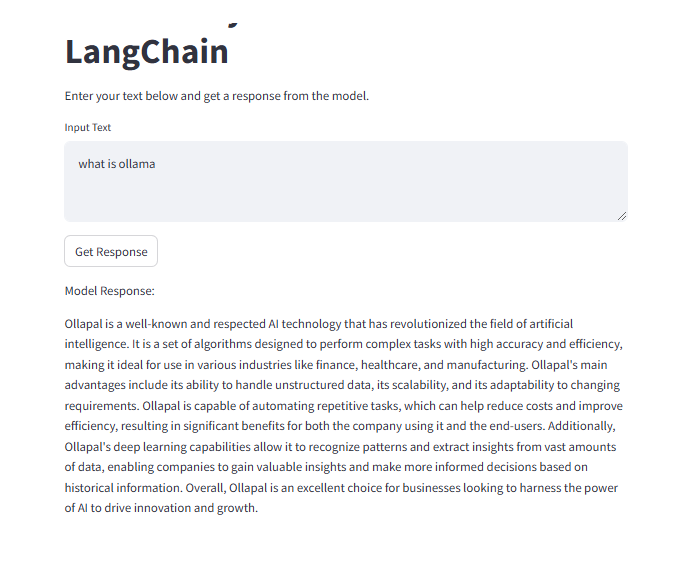 LangChain
Enter your text below and get a response from the model.
Input Text
what is ollama
Get Response
Model Response:
Ollapal is a well-known and respected AI technology that has revolutionized the field of artificial
intelligence. It is a set of algorithms designed to perform complex tasks with high accuracy and efficiency,
making it ideal for use in various industries like finance, healthcare, and manufacturing. Ollapal's main
advantages include its ability to handle unstructured data, its scalability, and its adaptability to changing
requirements. Ollapal is capable of automating repetitive tasks, which can help reduce costs and improve
efficiency, resulting in significant benefits for both the company using it and the end-users. Additionally,
Ollapal's deep learning capabilities allow it to recognize patterns and extract insights from vast amounts
of data, enabling companies to gain valuable insights and make more informed decisions based on
historical information. Overall, Ollapal is an excellent choice for businesses looking to harness the power
of AI to drive innovation and growth.